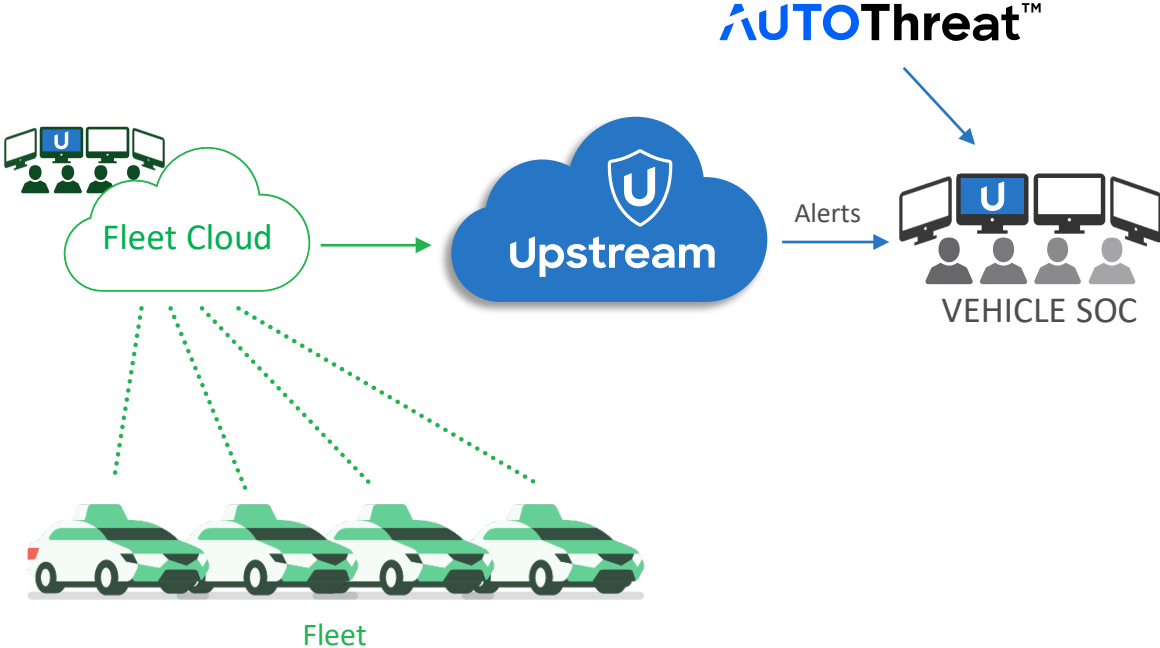 AUTOThreat™
U
Fleet Cloud
U
Upstream
Alerts
U
VEHICLE SOC
Fleet